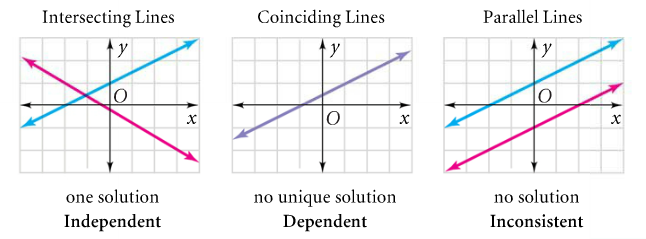 Intersecting Lines
y
O
x
one solution
Independent
Coinciding Lines
y
O
x
no unique solution
Dependent
Parallel Lines
y
O
x
no solution
Inconsistent